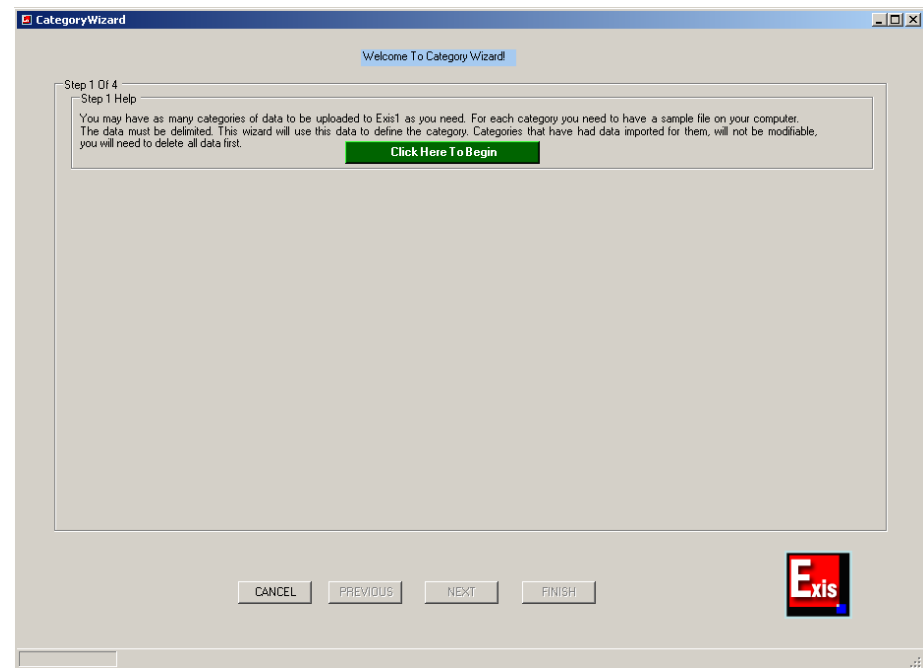 CategoryWizard
Welcome To Category Wizard!
Step 1 Of 4
Step 1 Help
You may have as many categories of data to be uploaded to Exis1 as you need. For each category you need to have a sample file on your computer.
The data must be delimited. This wizard will use this data to define the category. Categories that have had data imported for them, will not be modifiable,
you will need to delete all data first.
Click Here To Begin
CANCEL
PREVIOUS
NEXT
FINISH
Exis